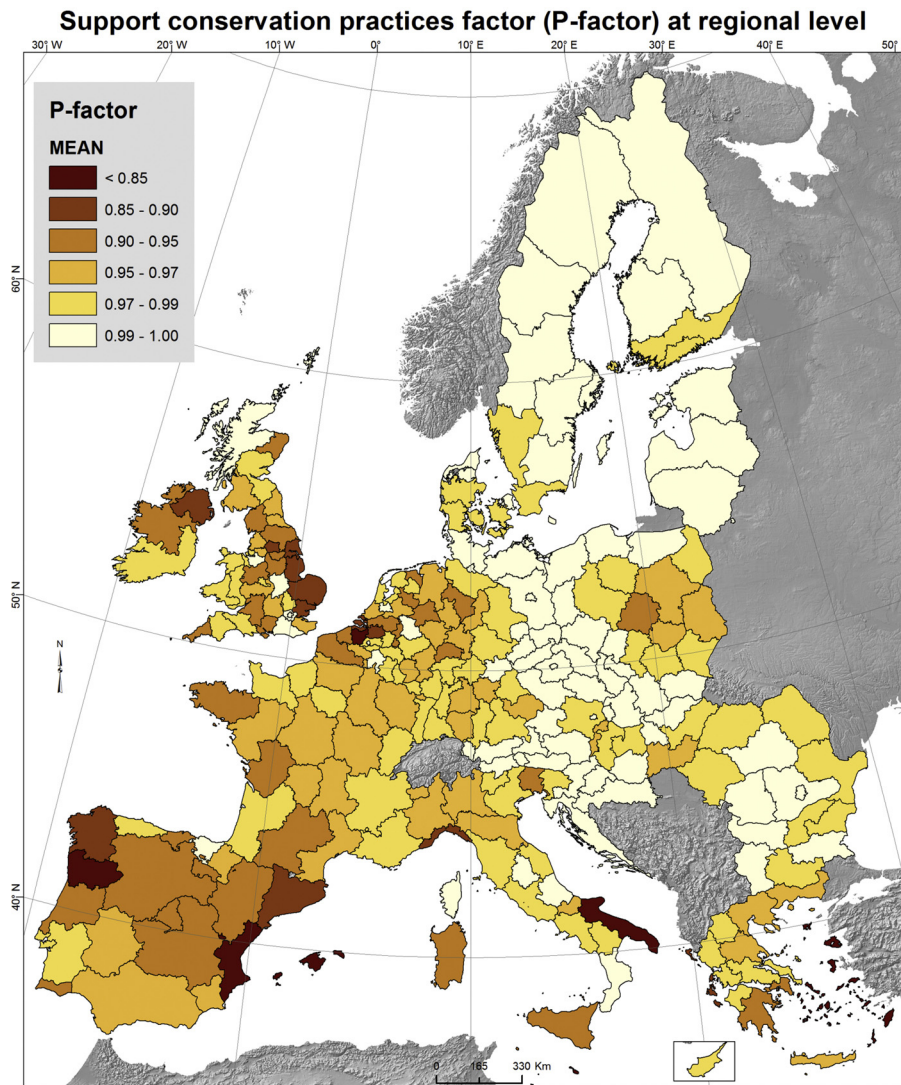 Support conservation practices factor (P-factor) at regional level
30° W 20° W 10° W 0° 10° E 20° E 30° E 40° E 50°
P-factor
MEAN
< 0.85
0.85 - 0.90
0.90 - 0.95
0.95 - 0.97
0.97 - 0.99
0.99 - 1.00
60° N
50° N
N
40° N
0 165 330 Km